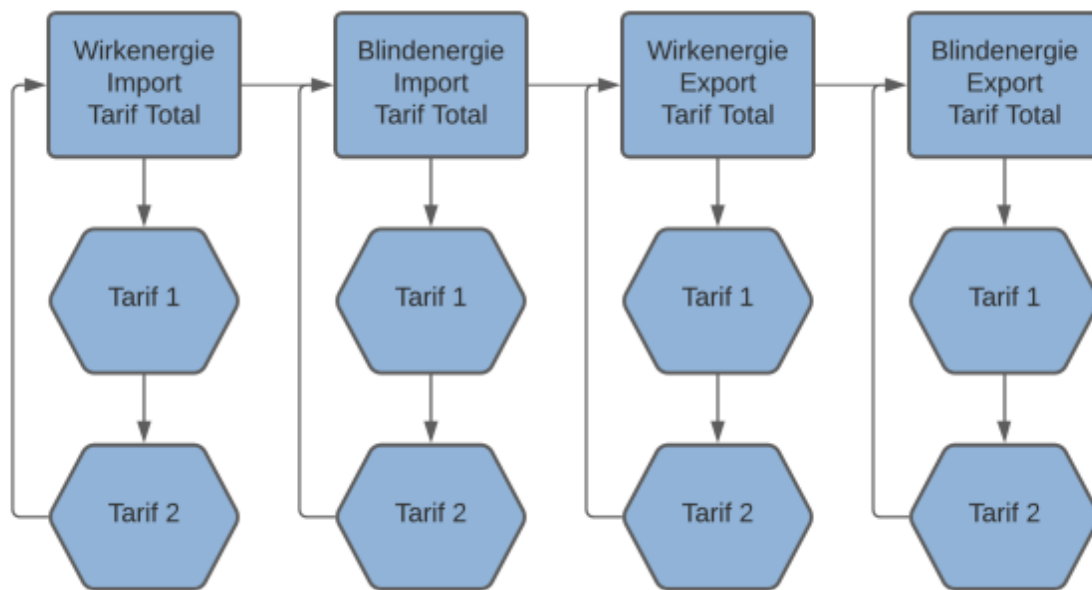 Wirkenergie
Import
Tarif Total
Blindenergie
Import
Tarif Total
Wirkenergie
Export
Tarif Total
Blindenergie
Export
Tarif Total
Tarif 1
Tarif 1
Tarif 1
Tarif 1
Tarif 2
Tarif 2
Tarif 2
Tarif 2